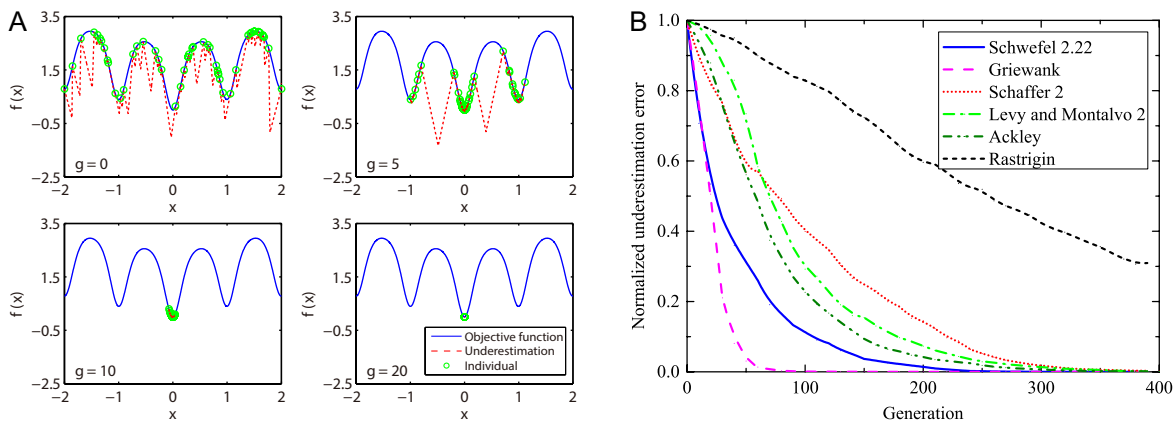 A
3.5
1.5
−0.5
−2.5
f (x)
g = 0
−2 −1 0 1 2
x
3.5
1.5
−0.5
−2.5
f (x)
g = 5
−2 −1 0 1 2
x
3.5
1.5
−0.5
−2.5
f (x)
g = 10
−2 −1 0 1 2
x
3.5
1.5
−0.5
−2.5
f (x)
Objective function
Underestimation
Individual
g = 20
−2 −1 0 1 2
x
B
Normalized underestimation error
1.0
0.8
0.6
0.4
0.2
0.0
Schwefel 2.22
Griewank
Schaffer 2
Levy and Montalvo 2
Ackley
Rastrigin
0 100 200 300 400
Generation